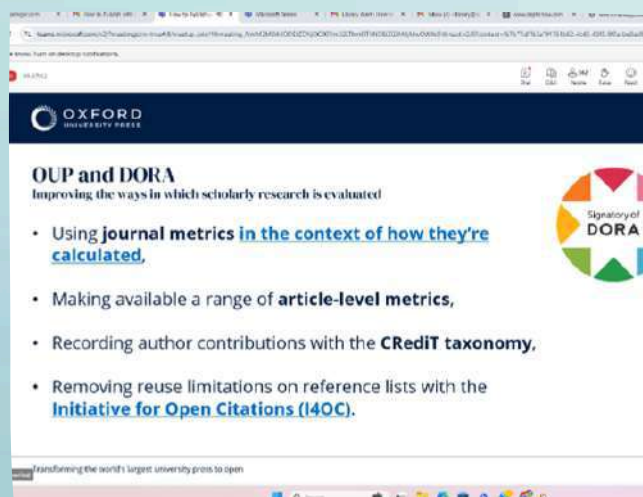 OXFORD
UNIVERSITY PRESS
OUP and DORA
Improving the ways in which scholarly research is evaluated
Signatory of
DORA
• Using journal metrics in the context of how they're
calculated,
• Making available a range of article-level metrics,
• Recording author contributions with the CRediT taxonomy,
• Removing reuse limitations on reference lists with the
Initiative for Open Citations (I4OC).
Transforming the world's largest university press to open